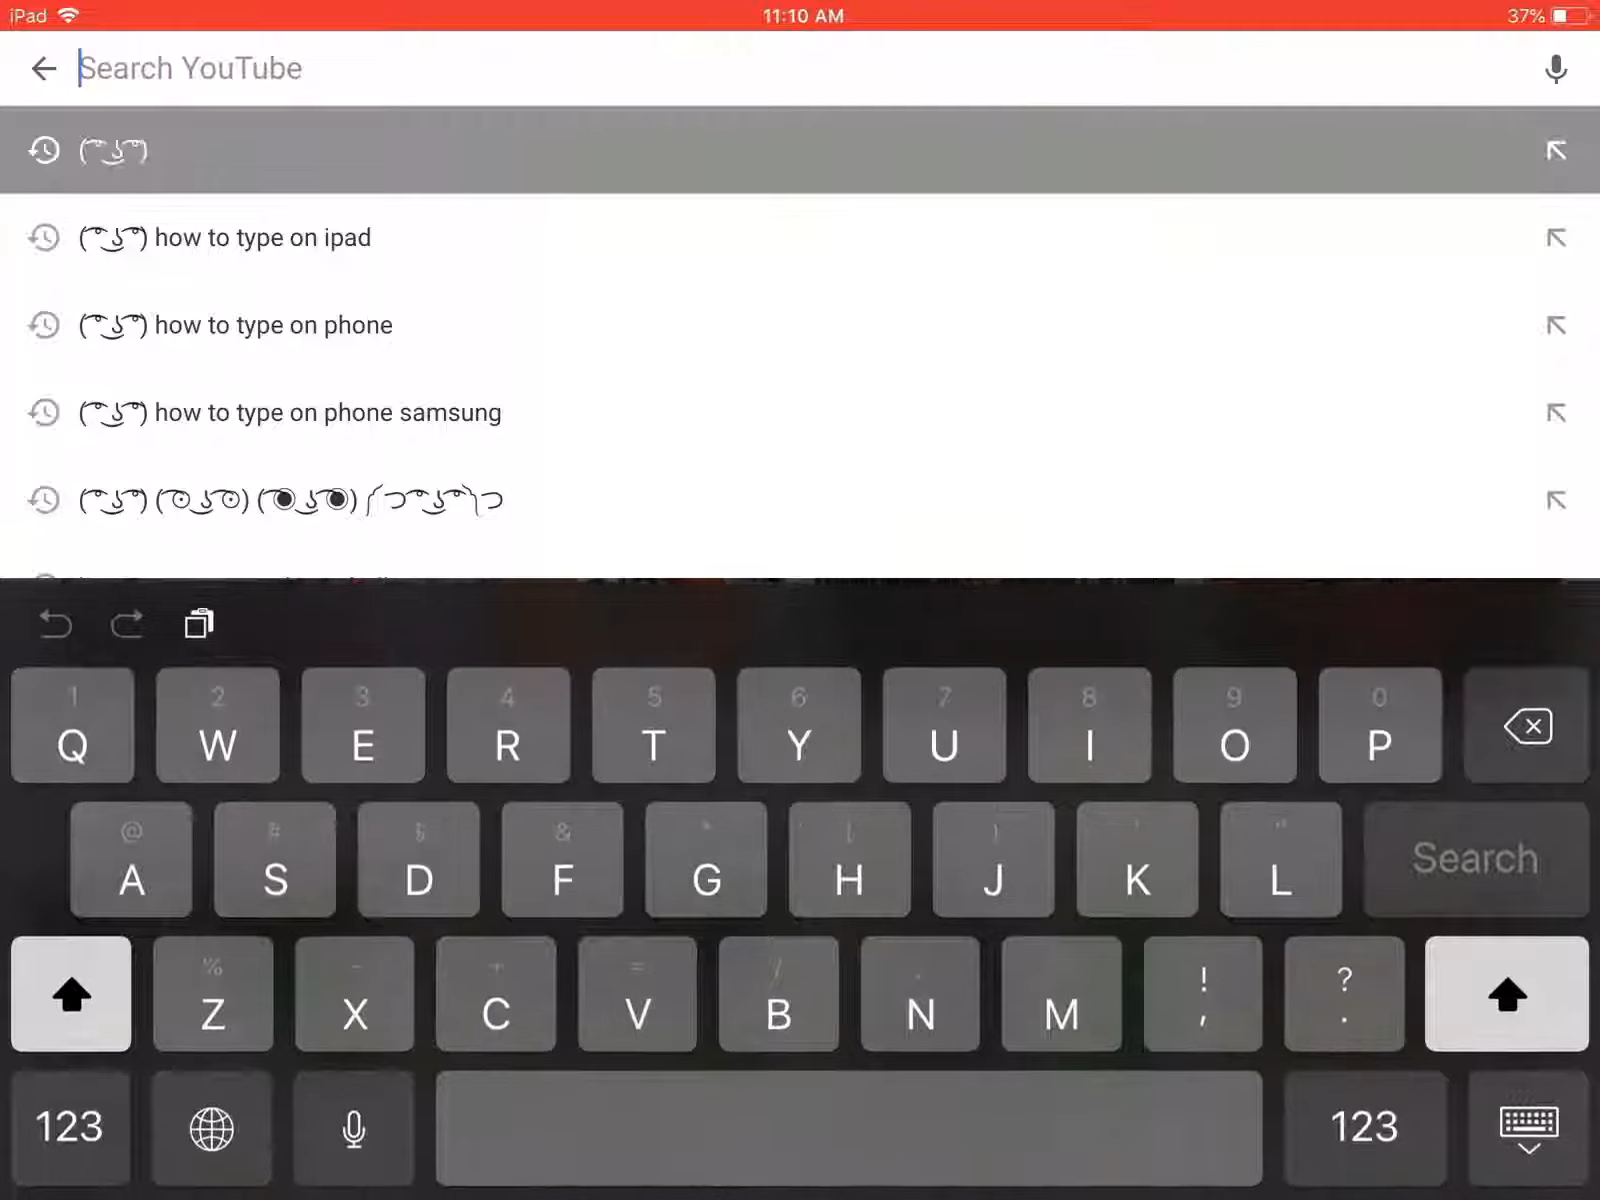 iPad 11:10 AM 37%
Search YouTube
( ͡° ͜ʖ ͡°)
( ͡° ͜ʖ ͡°) how to type on ipad
( ͡° ͜ʖ ͡°) how to type on phone
( ͡° ͜ʖ ͡°) how to type on phone samsung
( ͡° ͜ʖ ͡°) ( ͡⊙ ͜ʖ ͡⊙) ( ͡◉ ͜ʖ ͡◉) ༼つ ͡° ͜ʖ ͡°༽つ
1 2 3 4 5 6 7 8 9 0
Q W E R T Y U I O P
@ # $ & * ( ) ' "
A S D F G H J K L Search
% - + = / ; ! ?
Z X C V B N M , .
123 123